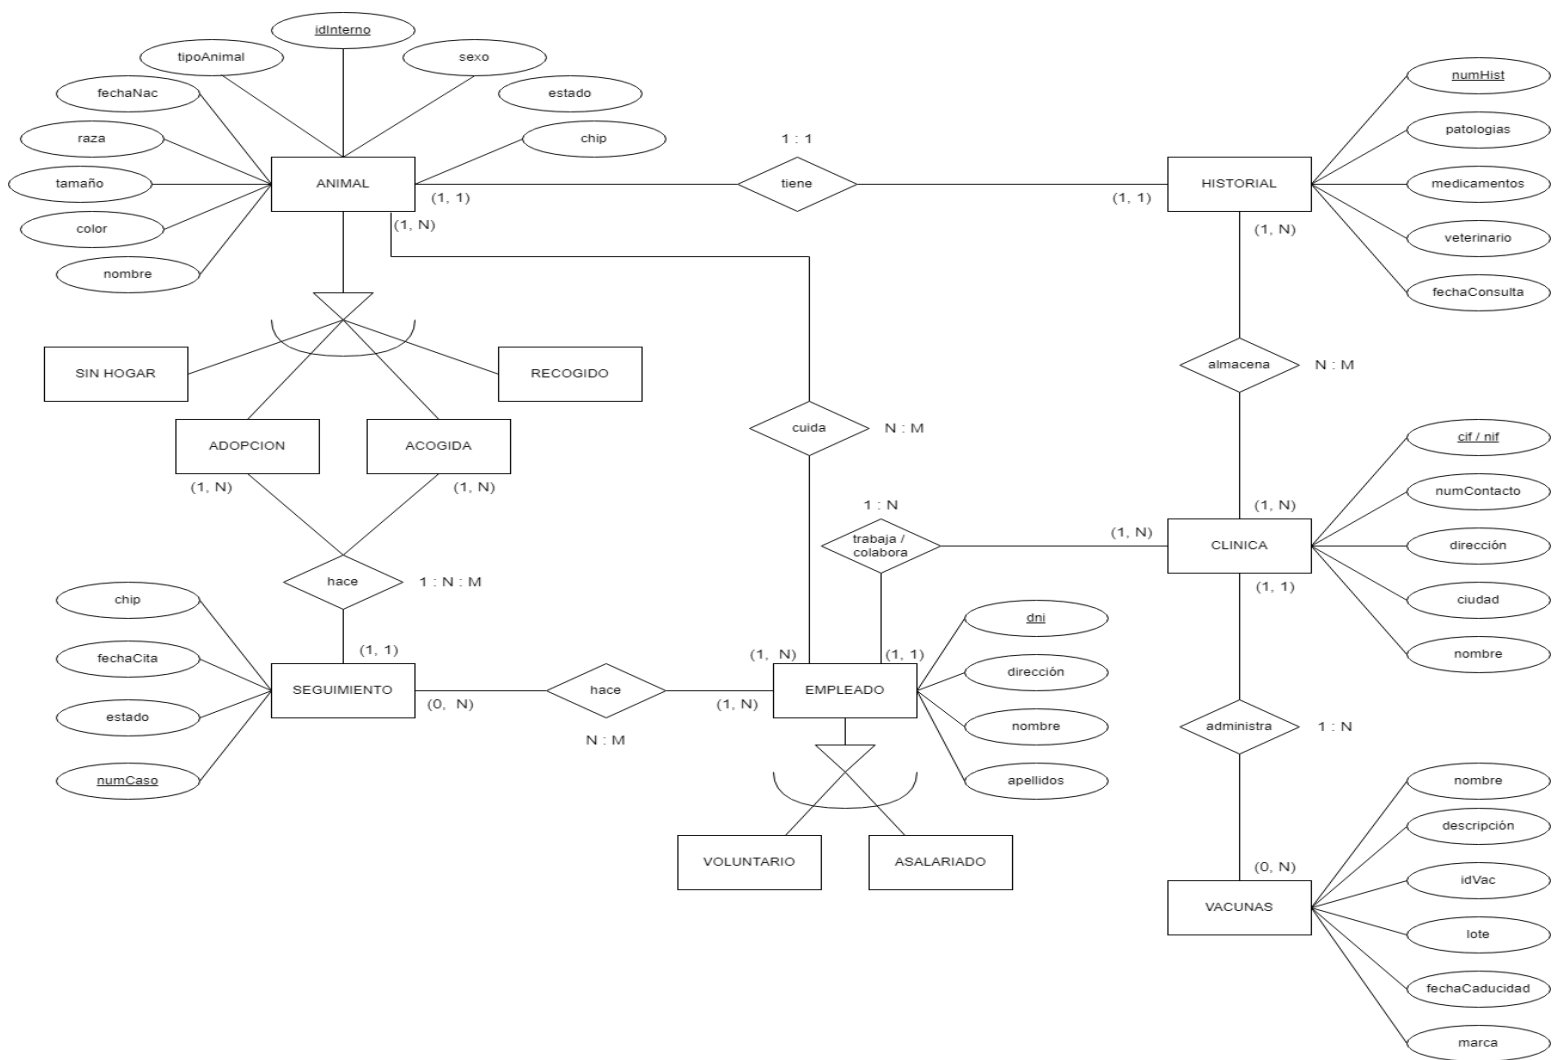 idInterno
tipoAnimal
sexo
fechaNac
estado
raza
chip
tamaño
color
nombre
ANIMAL
(1, 1)
(1, N)
1 : 1
tiene
(1, 1)
HISTORIAL
(1, N)
numHist
patologias
medicamentos
veterinario
fechaConsulta
SIN HOGAR
RECOGIDO
ADOPCION
ACOGIDA
(1, N)
(1, N)
cuida
N : M
almacena
N : M
hace
1 : N : M
1 : N
trabaja /
colabora
(1, N)
(1, N)
CLINICA
(1, 1)
cif / nif
numContacto
dirección
ciudad
nombre
chip
fechaCita
estado
numCaso
(1, 1)
SEGUIMIENTO
(0, N)
hace
N : M
(1, N)
(1, N)
(1, 1)
EMPLEADO
dni
dirección
nombre
apellidos
VOLUNTARIO
ASALARIADO
administra
1 : N
(0, N)
VACUNAS
nombre
descripción
idVac
lote
fechaCaducidad
marca